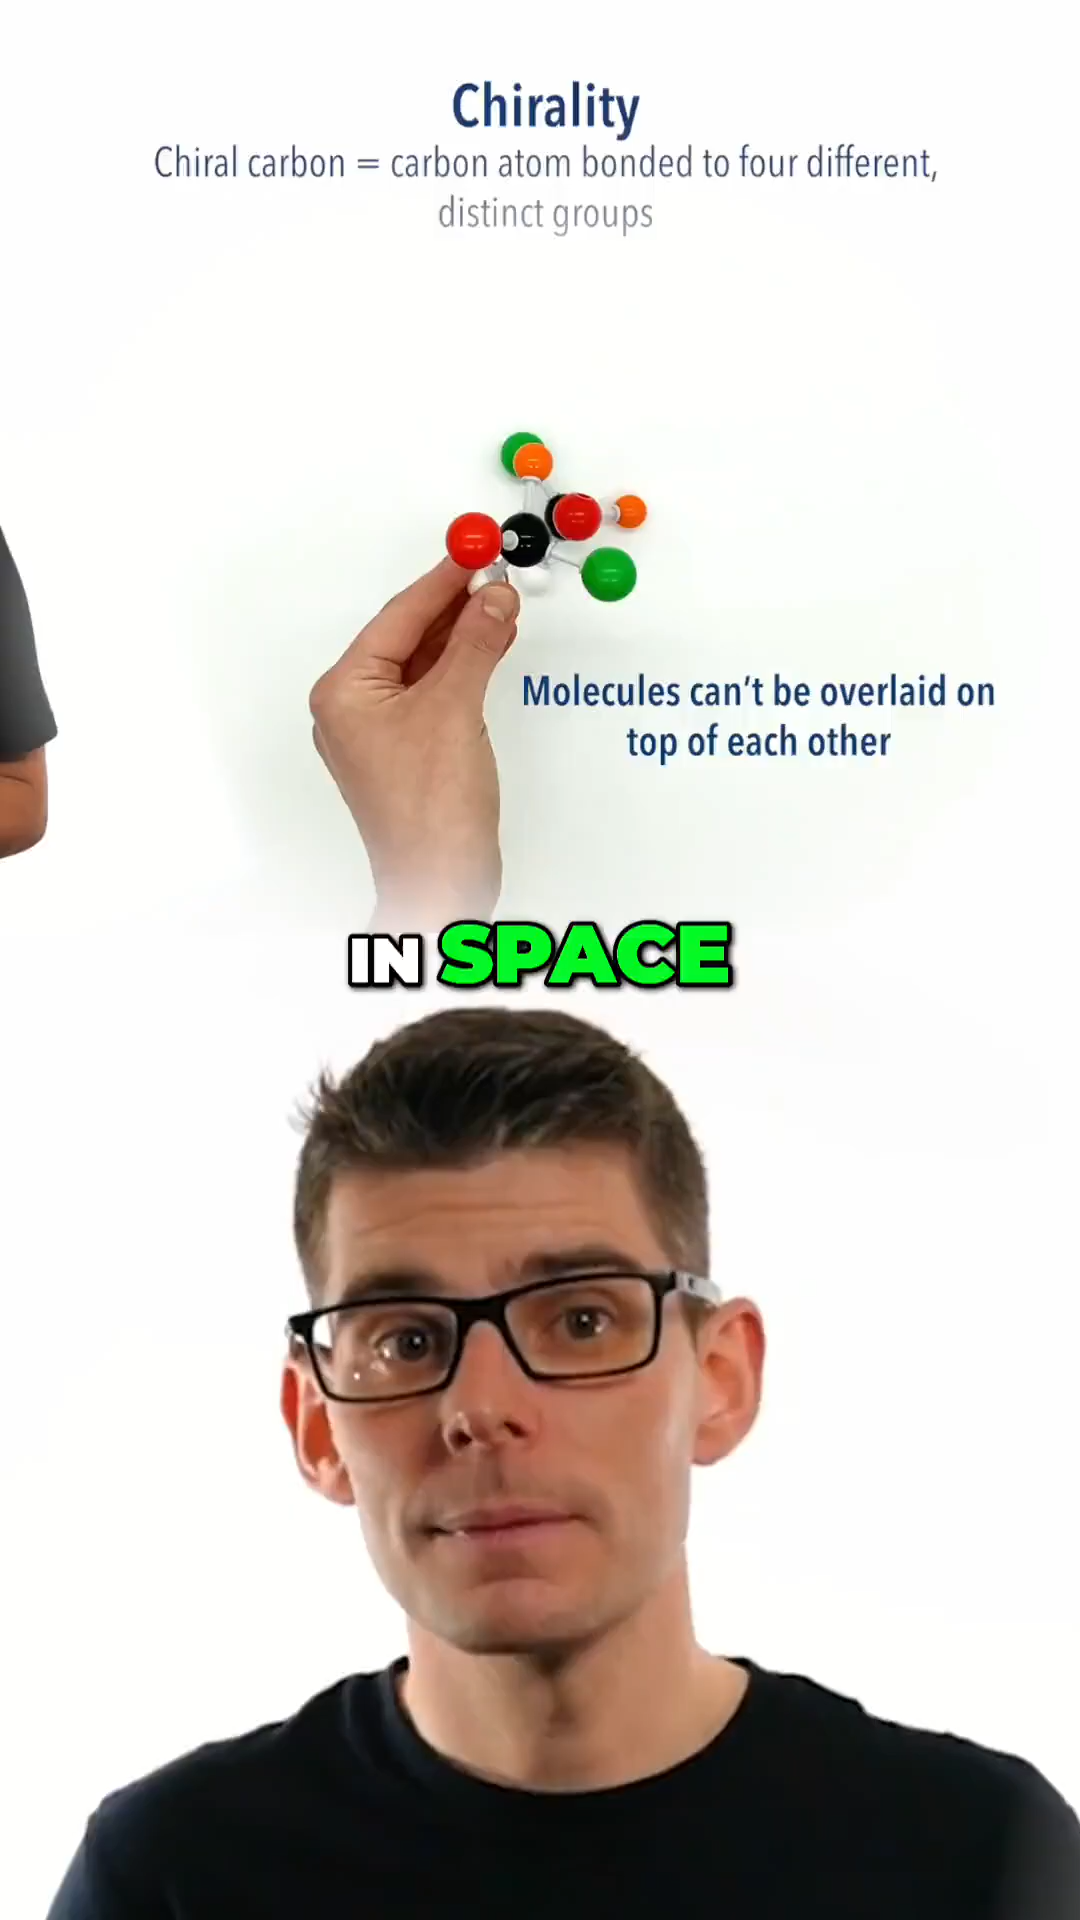 Chirality
Chiral carbon = carbon atom bonded to four different,
distinct groups
Molecules can’t be overlaid on
top of each other
IN SPACE